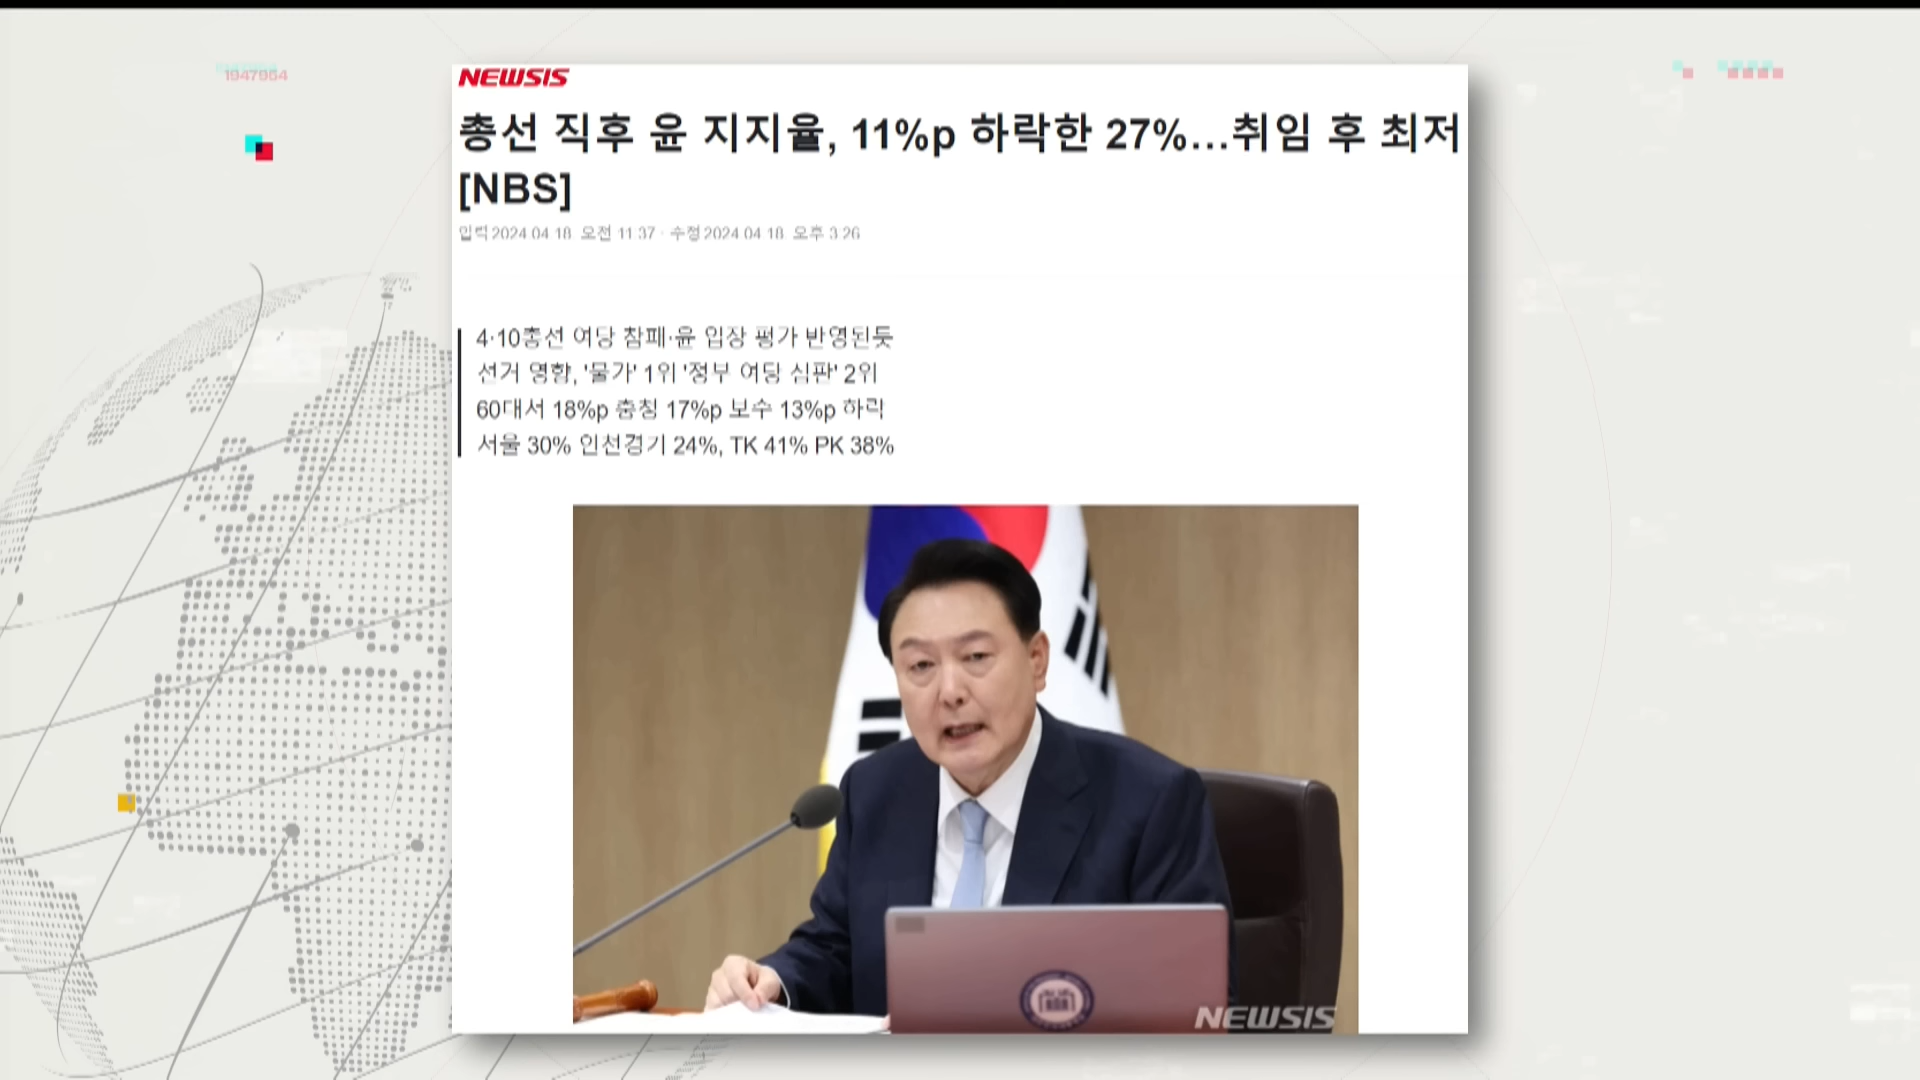 1947954
NEWSIS
총선 직후 윤 지지율, 11%p 하락한 27%...취임 후 최저
[NBS]
입력 2024.04.18. 오전 11:37 · 수정 2024.04.18. 오후 3:26
4·10총선 여당 참패·윤 입장 평가 반영된듯
선거 영향, '물가' 1위 '정부 여당 심판' 2위
60대서 18%p 충청 17%p 보수 13%p 하락
서울 30% 인선경기 24%, TK 41% PK 38%
NEWSIS